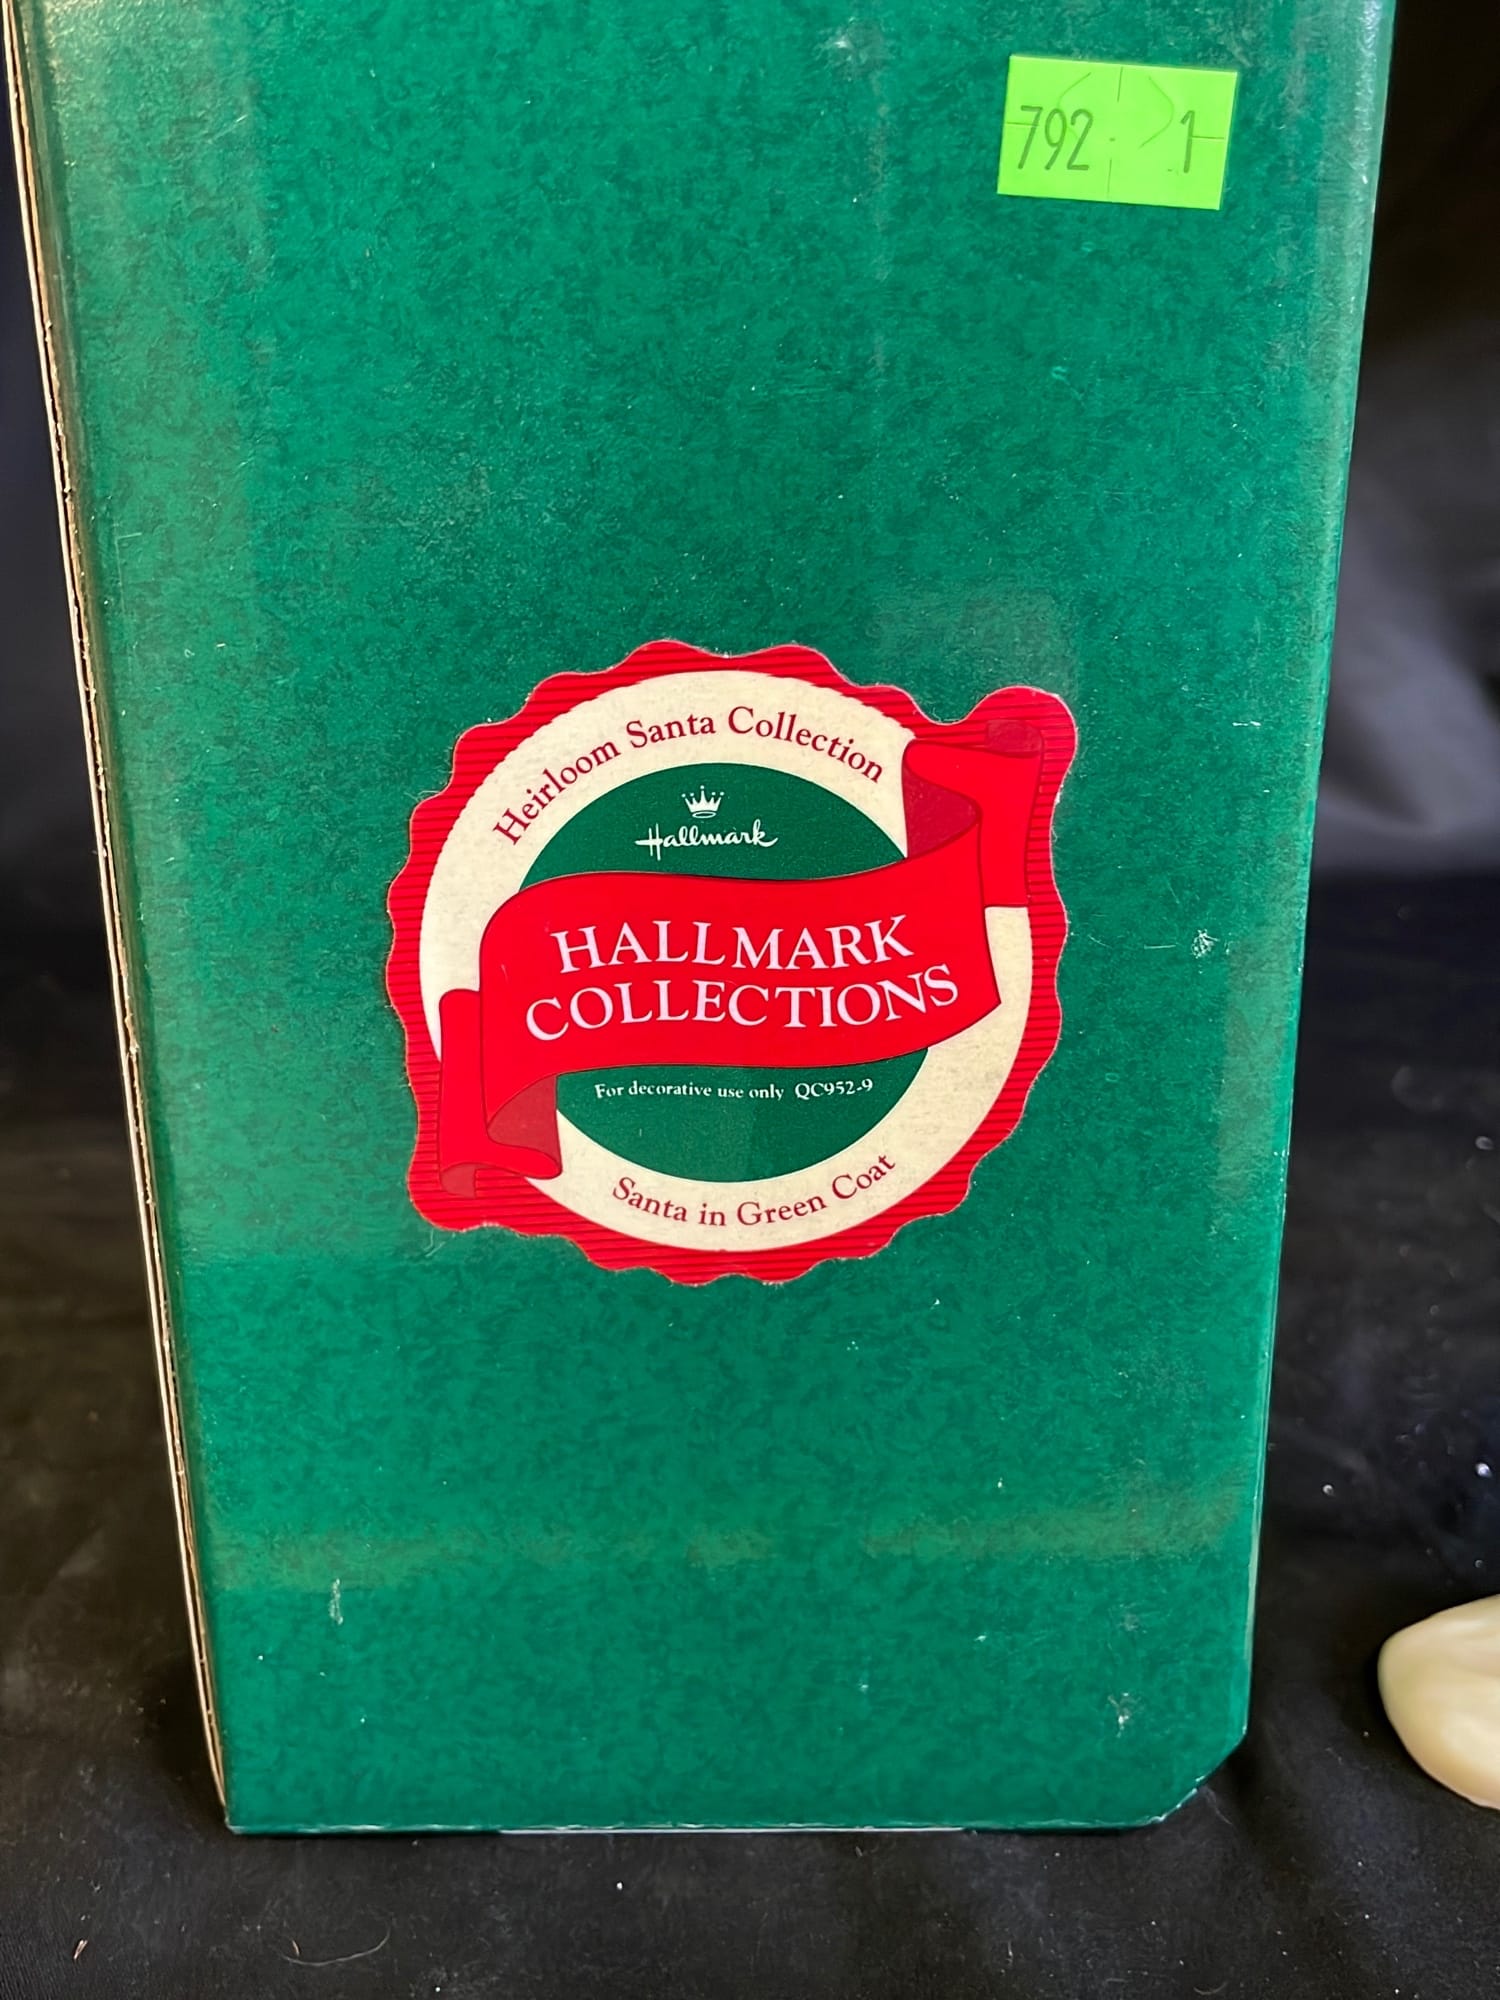 792 1
Heirloom Santa Collection
Hallmark
HALLMARK
COLLECTIONS
For decorative use only QC952-9
Santa in Green Coat